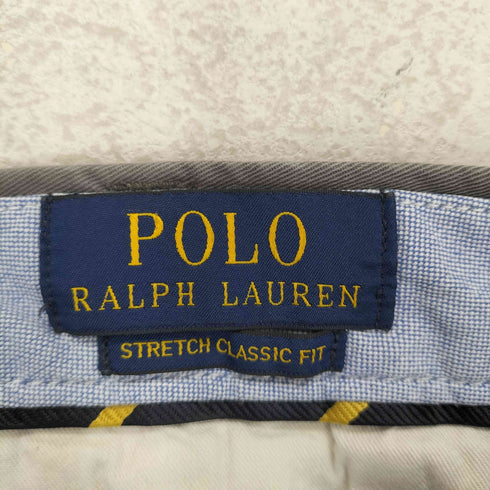 POLO
RALPH LAUREN
STRETCH CLASSIC FIT